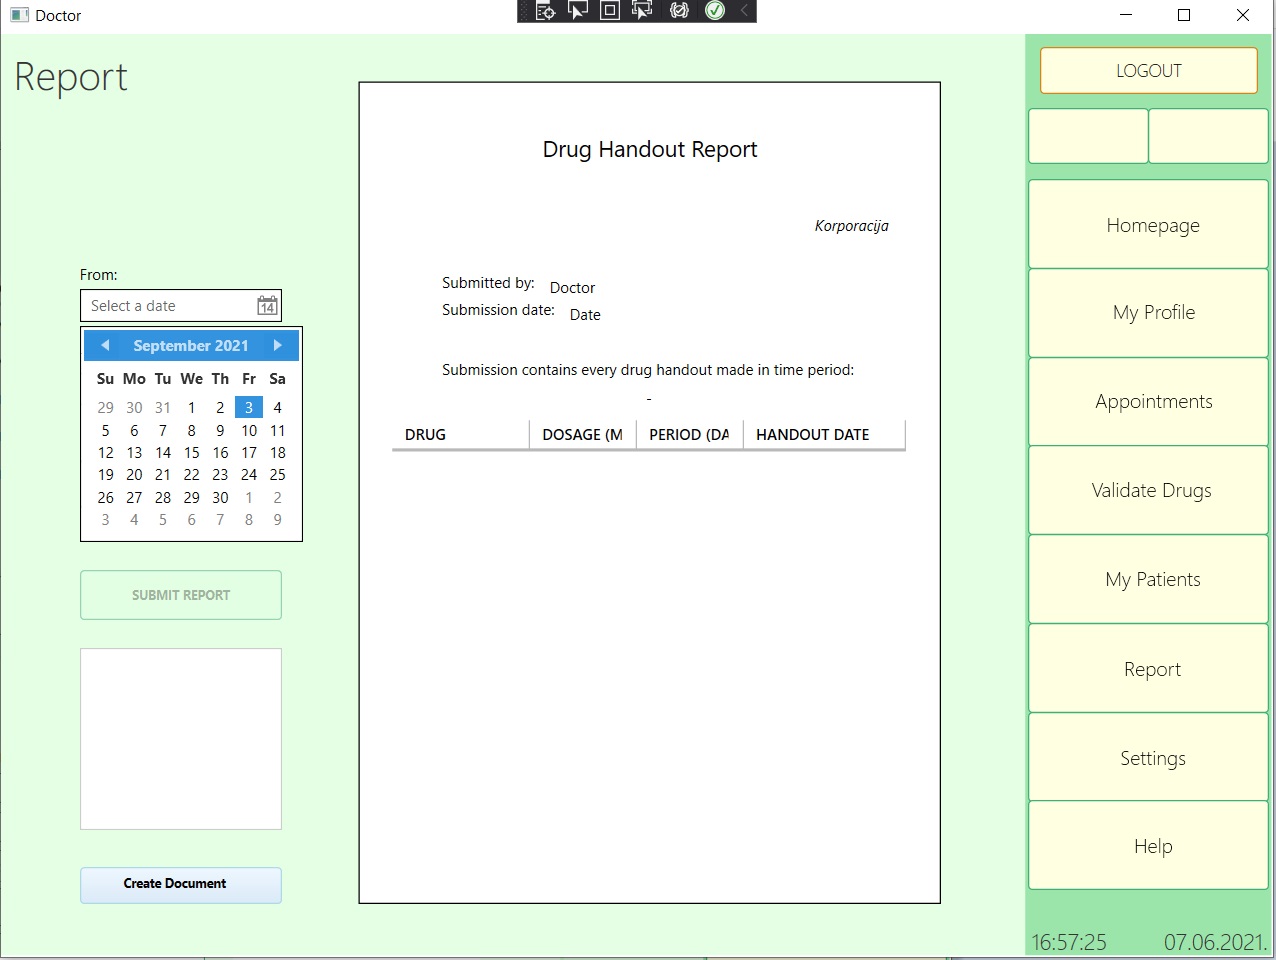 Doctor
Report
From:
Select a date
14
September 2021
Su Mo Tu We Th Fr Sa
29 30 31 1 2 3 4
5 6 7 8 9 10 11
12 13 14 15 16 17 18
19 20 21 22 23 24 25
26 27 28 29 30 1 2
3 4 5 6 7 8 9
SUBMIT REPORT
Create Document
Drug Handout Report
Korporacija
Submitted by: Doctor
Submission date: Date
Submission contains every drug handout made in time period:
-
DRUG DOSAGE (M PERIOD (DA HANDOUT DATE
LOGOUT
Homepage
My Profile
Appointments
Validate Drugs
My Patients
Report
Settings
Help
16:57:25 07.06.2021.